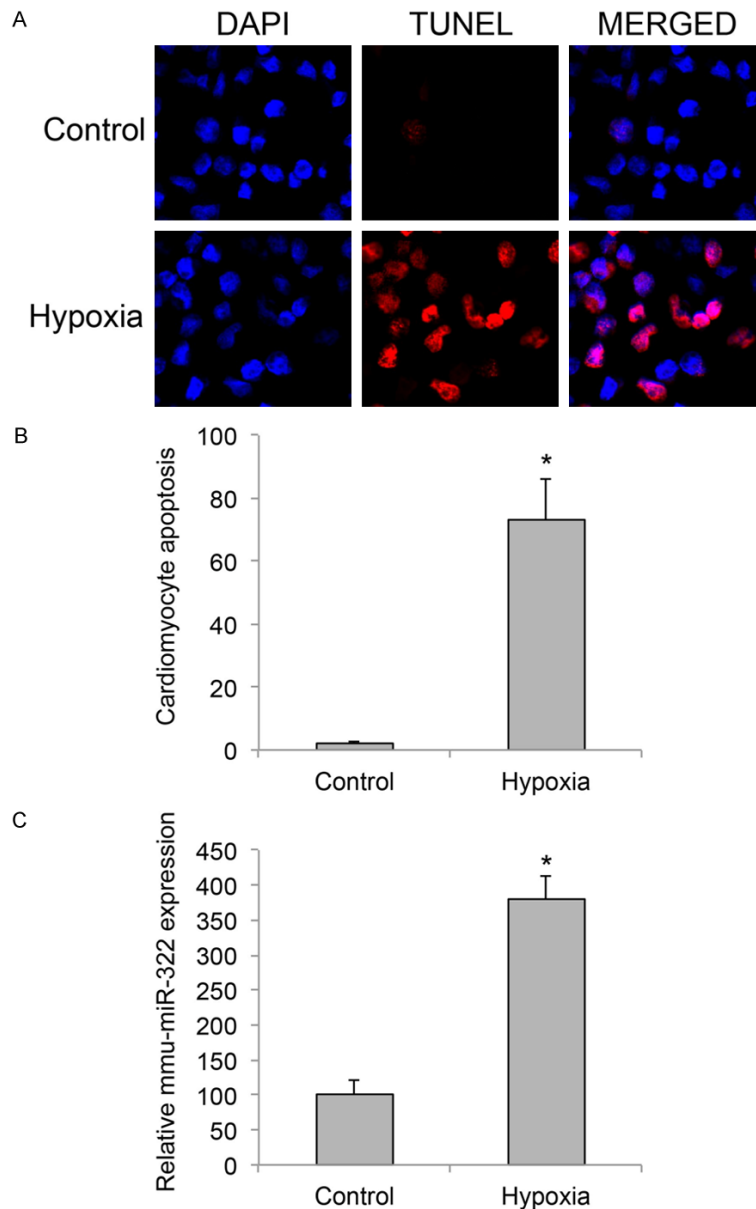 A
DAPI TUNEL MERGED
Control
Hypoxia
B
Cardiomyocyte apoptosis
100
80
60
40
20
0
*
Control Hypoxia
C
Relative mmu-miR-322 expression
450
400
350
300
250
200
150
100
50
0
*
Control Hypoxia